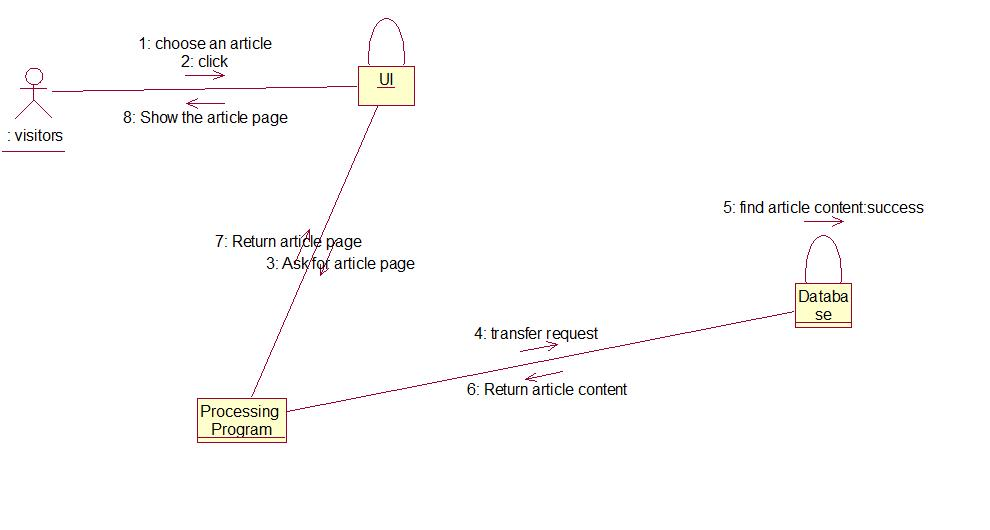 1: choose an article
2: click
UI
8: Show the article page
: visitors
5: find article content:success
7: Return article page
3: Ask for article page
Databa
se
4: transfer request
6: Return article content
Processing
Program